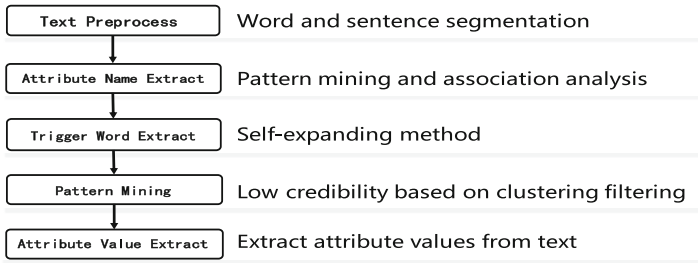 Text Preprocess Word and sentence segmentation
Attribute Name Extract Pattern mining and association analysis
Trigger Word Extract Self-expanding method
Pattern Mining Low credibility based on clustering filtering
Attribute Value Extract Extract attribute values from text